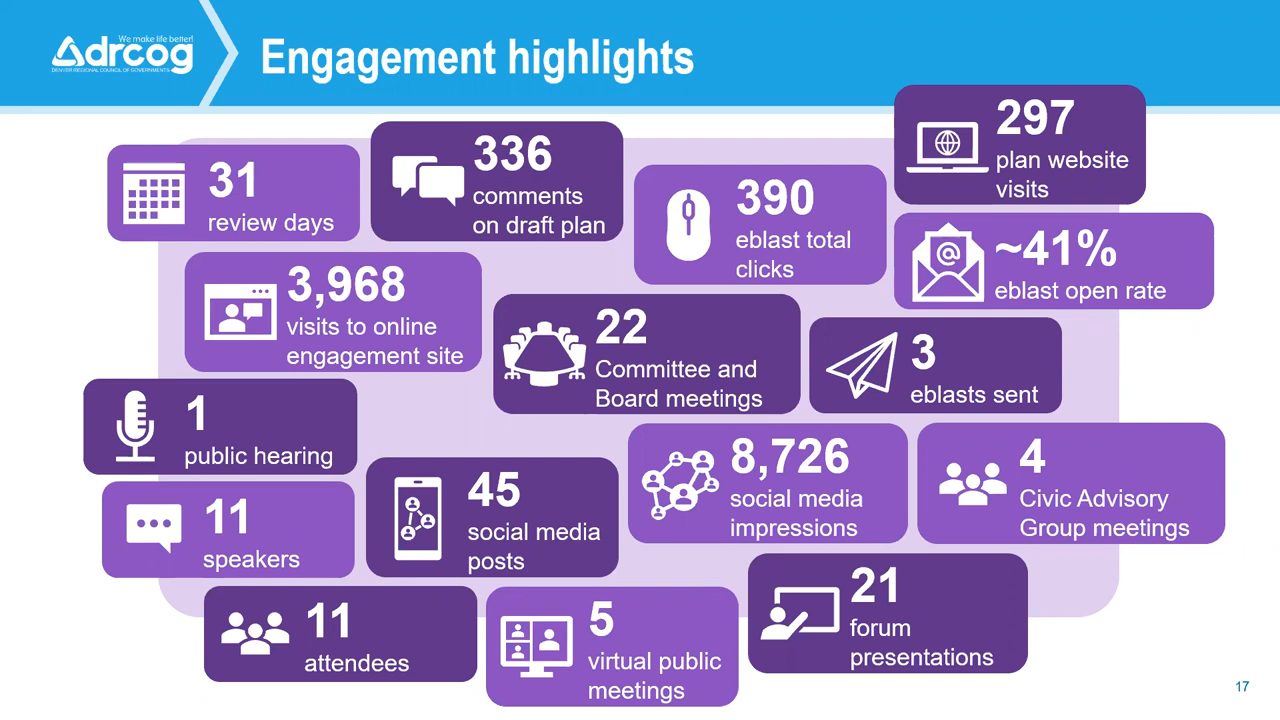 We make life better!
drcog
DENVER REGIONAL COUNCIL OF GOVERNMENTS
Engagement highlights
31
review days
336
comments
on draft plan
390
eblast total
clicks
297
plan website
visits
~41%
eblast open rate
3,968
visits to online
engagement site
22
Committee and
Board meetings
3
eblasts sent
1
public hearing
11
speakers
45
social media
posts
8,726
social media
impressions
4
Civic Advisory
Group meetings
11
attendees
5
virtual public
meetings
21
forum
presentations
17